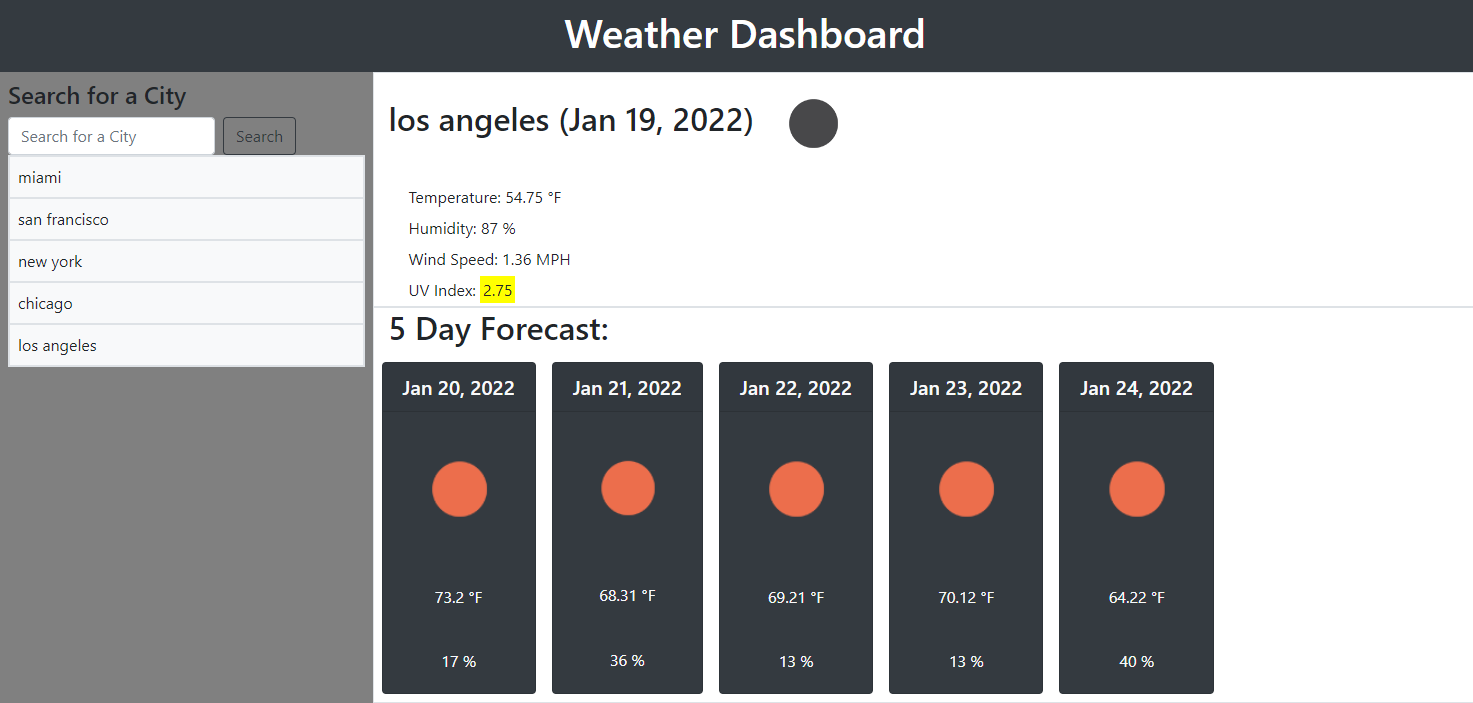 Weather Dashboard
Search for a City
Search for a City
Search
miami
san francisco
new york
chicago
los angeles
los angeles (Jan 19, 2022)
Temperature: 54.75 °F
Humidity: 87 %
Wind Speed: 1.36 MPH
UV Index: 2.75
5 Day Forecast:
Jan 20, 2022
73.2 °F
17 %
Jan 21, 2022
68.31 °F
36 %
Jan 22, 2022
69.21 °F
13 %
Jan 23, 2022
70.12 °F
13 %
Jan 24, 2022
64.22 °F
40 %